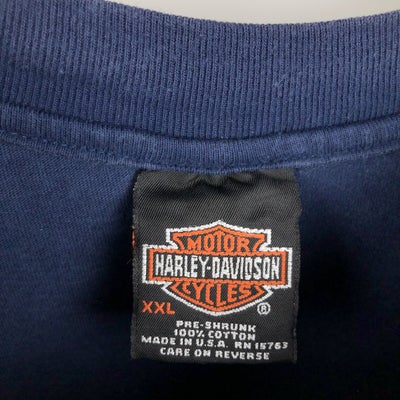 MOTOR
HARLEY-DAVIDSON
CYCLES
XXL ®
PRE-SHRUNK
100% COTTON
MADE IN U.S.A. RN 15763
CARE ON REVERSE